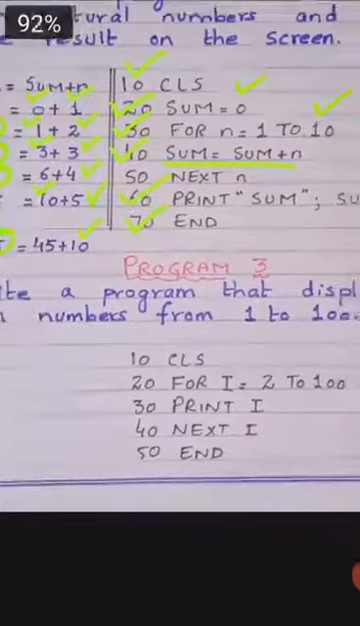 92%
tural numbers and
result on the screen.
= SUM+n
= 0+1
= 1+2
= 3+3
= 6+4
= 10+5
= 45+10
10 CLS
20 SUM=0
30 FOR n=1 TO 10
40 SUM= SUM+n
50 NEXT n
60 PRINT "SUM"; SU
70 END
PROGRAM 3
ite a program that displ
numbers from 1 to 100.
10 CLS
20 FOR I= 2 TO 100
30 PRINT I
40 NEXT I
50 END